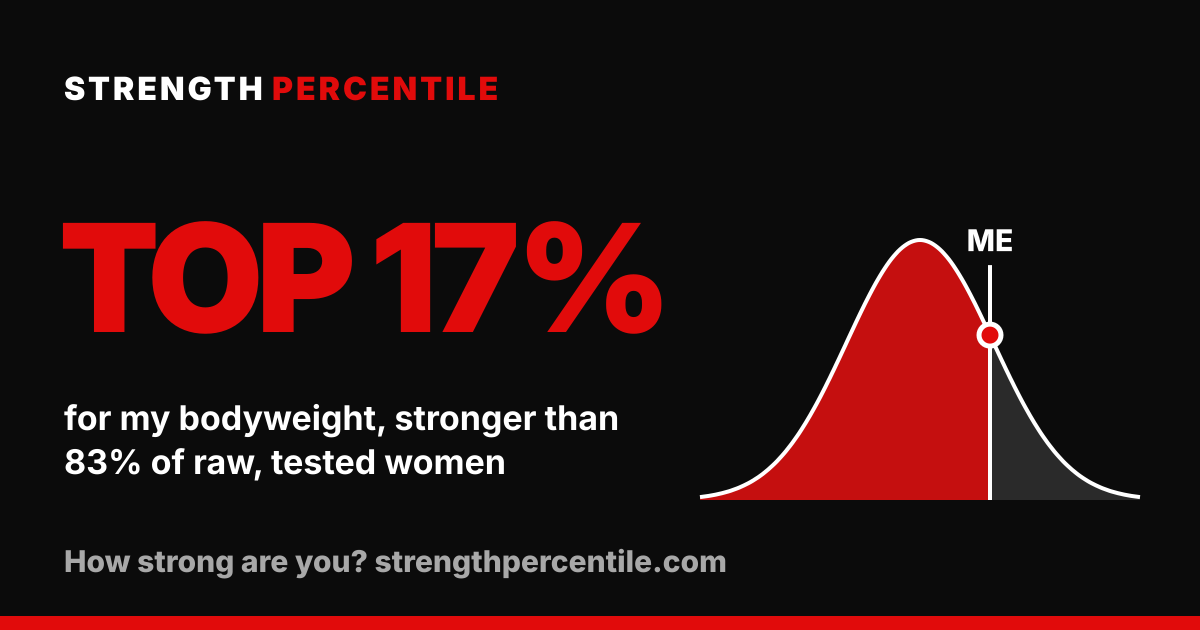 STRENGTH PERCENTILE
TOP 17%
ME
for my bodyweight, stronger than
83% of raw, tested women
How strong are you? strengthpercentile.com